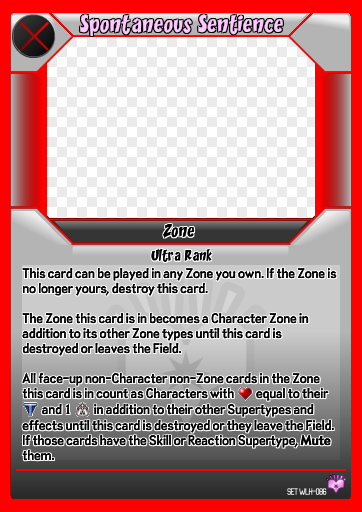 Spontaneous Sentience
Zone
Ultra Rank
This card can be played in any Zone you own. If the Zone is
no longer yours, destroy this card.
The Zone this card is in becomes a Character Zone in
addition to its other Zone types until this card is
destroyed or leaves the Field.
All face-up non-Character non-Zone cards in the Zone
this card is in count as Characters with equal to their
and 1 in addition to their other Supertypes and
effects until this card is destroyed or they leave the Field.
If those cards have the Skill or Reaction Supertype, Mute
them.
SET WLH-086